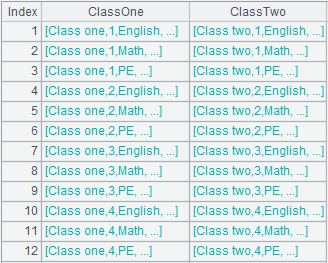 Index ClassOne ClassTwo
1 [Class one,1,English, ...] [Class two,1,English, ...]
2 [Class one,1,Math, ...] [Class two,1,Math, ...]
3 [Class one,1,PE, ...] [Class two,1,PE, ...]
4 [Class one,2,English, ...] [Class two,2,English, ...]
5 [Class one,2,Math, ...] [Class two,2,Math, ...]
6 [Class one,2,PE, ...] [Class two,2,PE, ...]
7 [Class one,3,English, ...] [Class two,3,English, ...]
8 [Class one,3,Math, ...] [Class two,3,Math, ...]
9 [Class one,3,PE, ...] [Class two,3,PE, ...]
10 [Class one,4,English, ...] [Class two,4,English, ...]
11 [Class one,4,Math, ...] [Class two,4,Math, ...]
12 [Class one,4,PE, ...] [Class two,4,PE, ...]